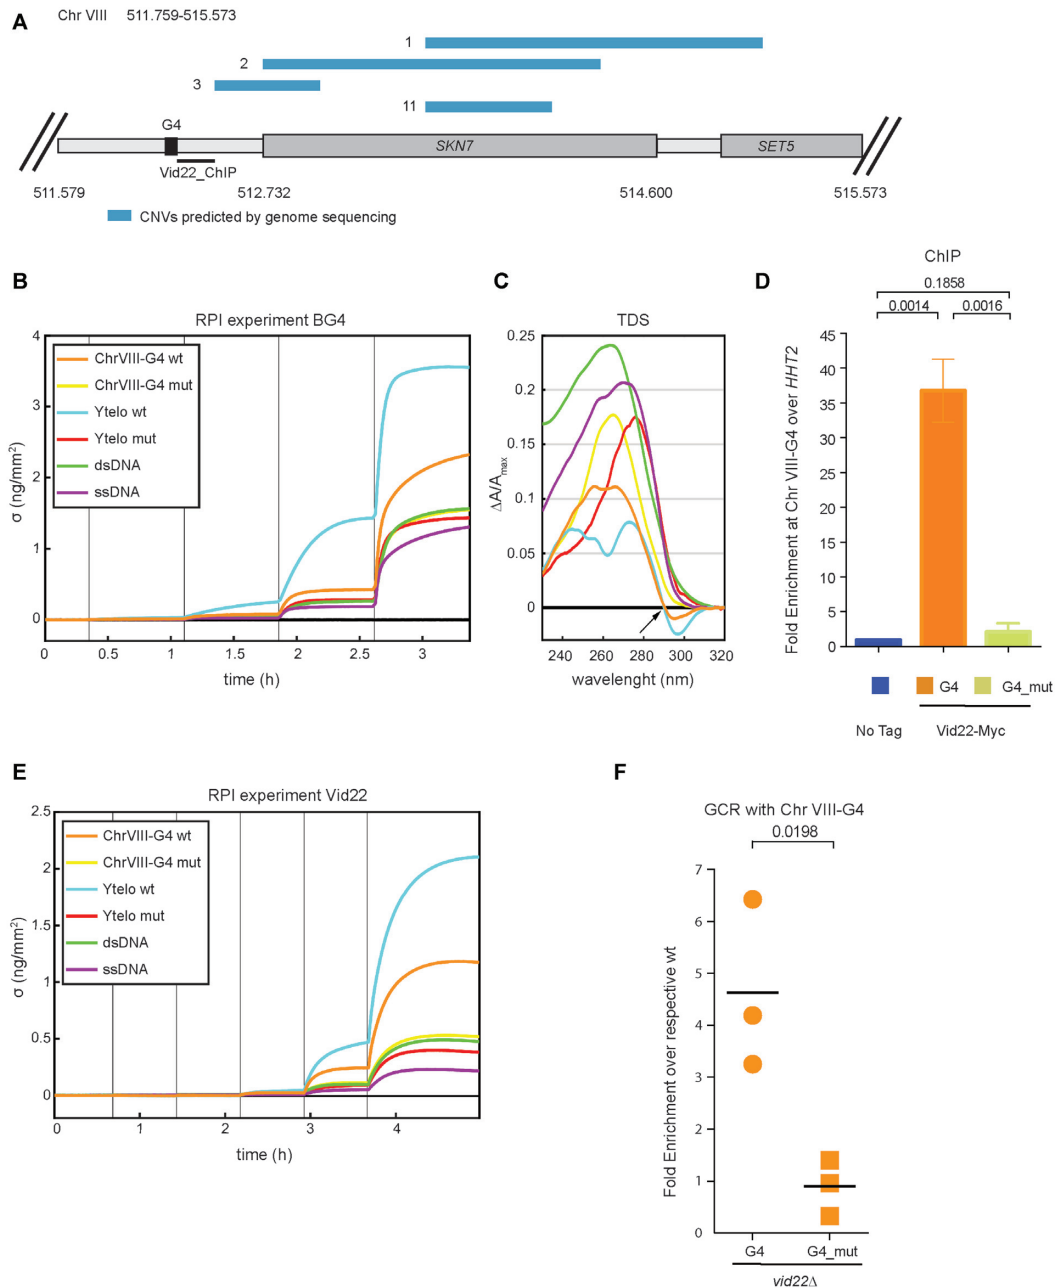 A
Chr VIII 511.759-515.573
1
2
3
11
G4
SKN7
SET5
Vid22_ChIP
511.579
512.732
514.600
515.573
CNVs predicted by genome sequencing
B
RPI experiment BG4
4
3
2
1
0
σ (ng/mm²)
ChrVIII-G4 wt
ChrVIII-G4 mut
Ytelo wt
Ytelo mut
dsDNA
ssDNA
0 0.5 1 1.5 2 2.5 3
time (h)
C
TDS
0.25
0.2
0.15
0.1
0.05
0
ΔA/Amax
240 260 280 300 320
wavelenght (nm)
D
ChIP
0.1858
0.0014 0.0016
45
40
35
30
25
20
15
10
5
0
Fold Enrichment at Chr VIII-G4 over HHT2
G4 G4_mut
No Tag Vid22-Myc
E
RPI experiment Vid22
2.5
2
1.5
1
0.5
0
σ (ng/mm²)
ChrVIII-G4 wt
ChrVIII-G4 mut
Ytelo wt
Ytelo mut
dsDNA
ssDNA
0 1 2 3 4
time (h)
F
GCR with Chr VIII-G4
0.0198
7
6
5
4
3
2
1
0
Fold Enrichment over respective wt
G4 G4_mut
vid22Δ